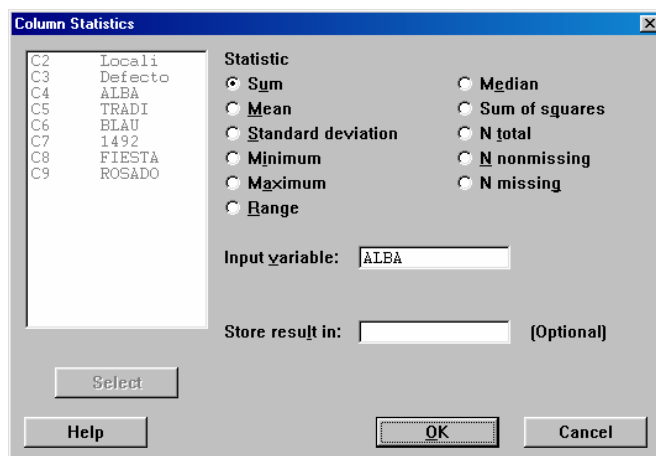 Column Statistics
C2 Locali
C3 Defecto
C4 ALBA
C5 TRADI
C6 BLAU
C7 1492
C8 FIESTA
C9 ROSADO
Statistic
Sum
Mean
Standard deviation
Minimum
Maximum
Range
Median
Sum of squares
N total
N nonmissing
N missing
Input variable: ALBA
Store result in: (Optional)
Select
Help OK Cancel